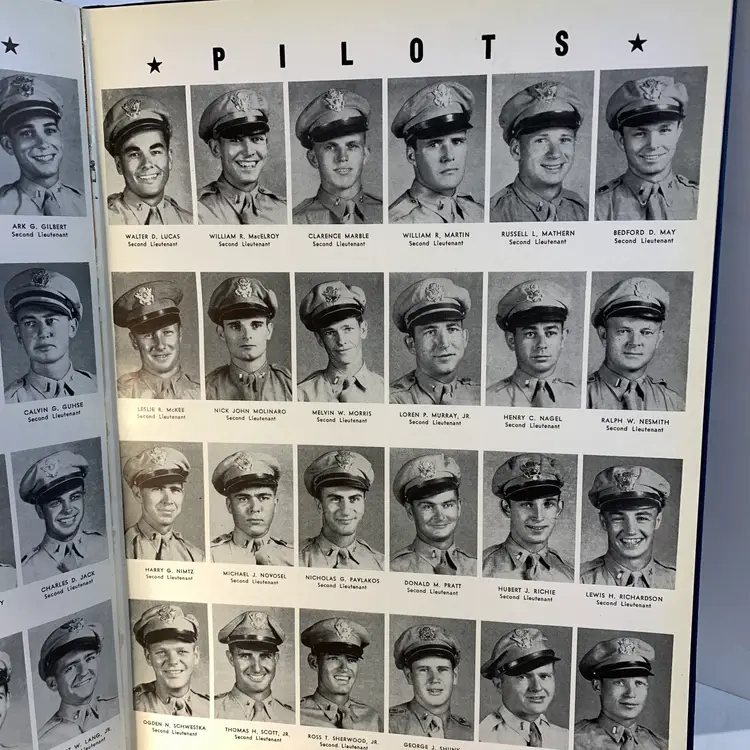 ★ P I L O T S ★
ARK G. GILBERT
Second Lieutenant
CALVIN G. GUHSE
Second Lieutenant
CHARLES D. JACK
Second Lieutenant
W. LANG, JR.
Lieutenant
WALTER D. LUCAS
Second Lieutenant
WILLIAM R. MacELROY
Second Lieutenant
CLARENCE MARBLE
Second Lieutenant
WILLIAM R. MARTIN
Second Lieutenant
RUSSELL L. MATHERN
Second Lieutenant
BEDFORD D. MAY
Second Lieutenant
LESLIE R. McKEE
Second Lieutenant
NICK JOHN MOLINARO
Second Lieutenant
MELVIN W. MORRIS
Second Lieutenant
LOREN P. MURRAY, JR.
Second Lieutenant
HENRY C. NAGEL
Second Lieutenant
RALPH W. NESMITH
Second Lieutenant
HARRY G. NIMTZ
Second Lieutenant
MICHAEL J. NOVOSEL
Second Lieutenant
NICHOLAS G. PAVLAKOS
Second Lieutenant
DONALD M. PRATT
Second Lieutenant
HUBERT J. RICHIE
Second Lieutenant
LEWIS H. RICHARDSON
Second Lieutenant
OGDEN N. SCHWESTKA
Second Lieutenant
THOMAS H. SCOTT, JR.
Second Lieutenant
ROSS T. SHERWOOD, JR.
Second Lieutenant
GEORGE J.